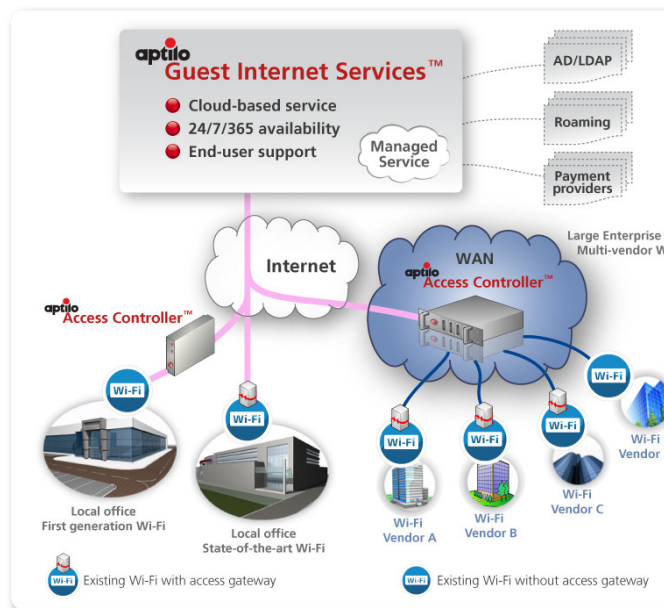 aptilo
Guest Internet Services™
Cloud-based service
24/7/365 availability
End-user support
Managed
Service
AD/LDAP
Roaming
Payment
providers
Internet
WAN
aptilo
Access Controller™
Large Enterprise
Multi-vendor W
aptilo
Access Controller™
Wi-Fi
Wi-Fi
Wi-Fi
Wi-Fi
Wi-Fi
Wi-Fi
Local office
First generation Wi-Fi
Local office
State-of-the-art Wi-Fi
Wi-Fi
Vendor A
Wi-Fi
Vendor B
Wi-Fi
Vendor C
Wi-Fi
Vendor
Wi-Fi
Existing Wi-Fi with access gateway
Wi-Fi
Existing Wi-Fi without access gateway